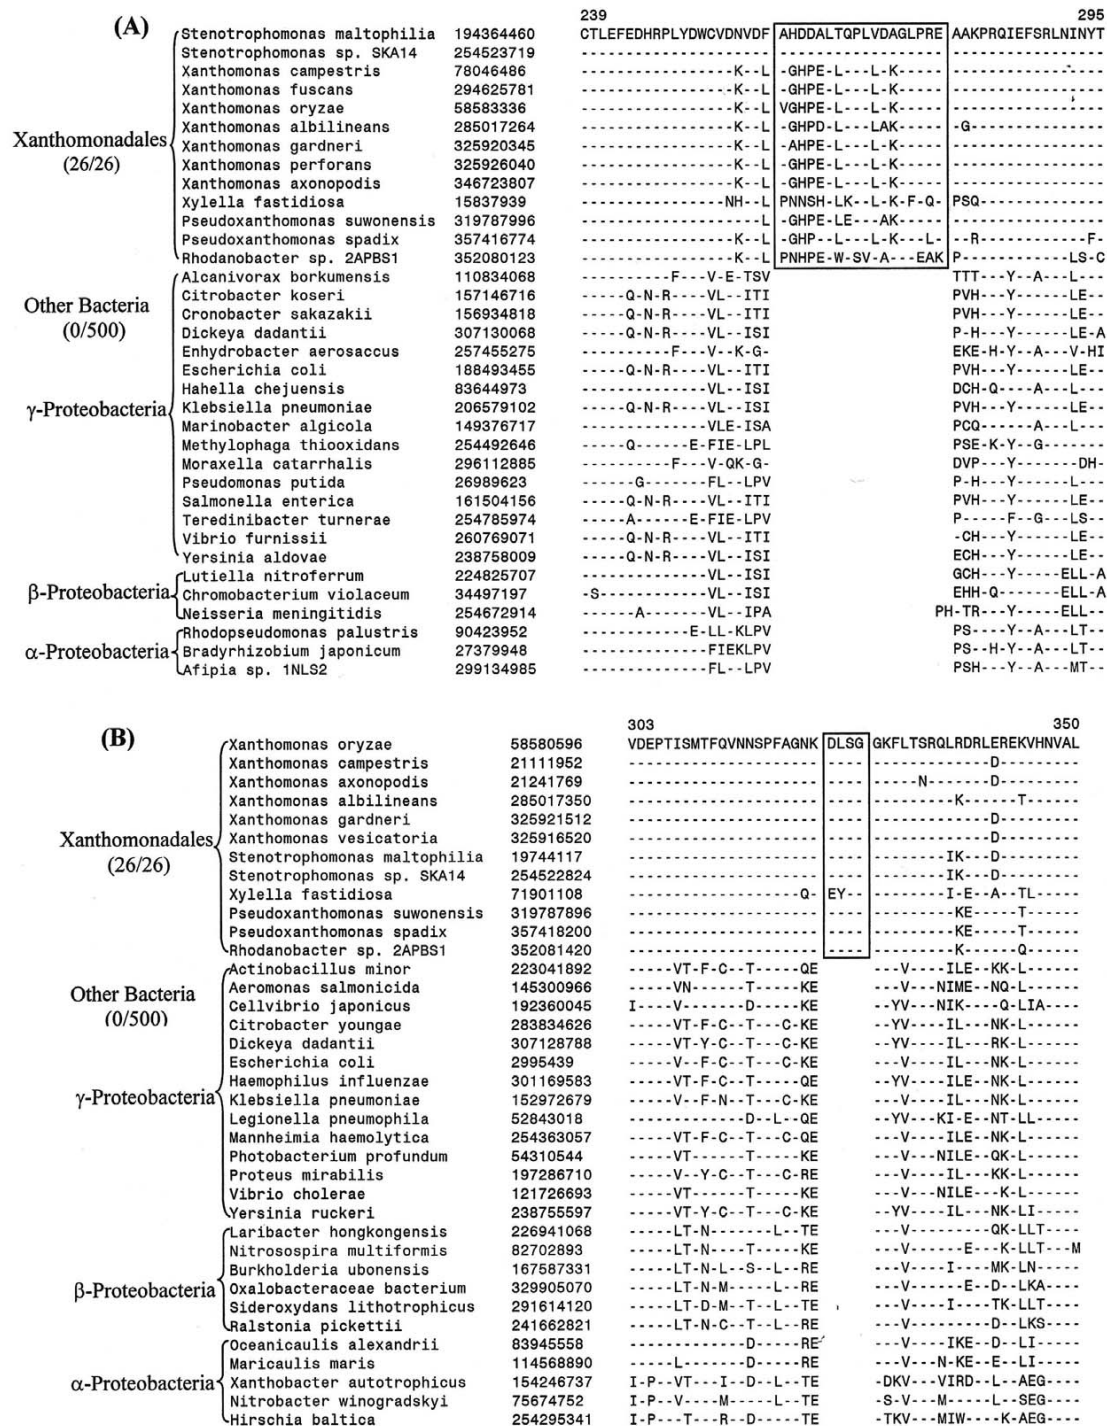 (A)
239 295
Stenotrophomonas maltophilia 194364460 CTLEFEDHRPLYDWCVDNVDF AHDDALTQPLVDAGLPRE AAKPRQIEFSRLNINYT
Stenotrophomonas sp. SKA14 254523719 --------------------- ------------------ -----------------
Xanthomonas campestris 78046486 -----------------K--L -GHPE-L---L-K----- -----------------
Xanthomonas fuscans 294625781 -----------------K--L -GHPE-L---L-K----- -----------------
Xanthomonas oryzae 58583336 -----------------K--L VGHPE-L---L-K----- -----------------
Xanthomonas albilineans 285017264 -----------------K--L -GHPD-L---LAK----- -G---------------
Xanthomonadales
(26/26)
Xanthomonas gardneri 325920345 -----------------K--L -AHPE-L---L-K----- -----------------
Xanthomonas perforans 325926040 -----------------K--L -GHPE-L---L-K----- -----------------
Xanthomonas axonopodis 346723807 -----------------K--L -GHPE-L---L-K----- -----------------
Xylella fastidiosa 15837939 ----------------NH--L PNNSH-LK--L-K-F-Q- PSQ--------------
Pseudoxanthomonas suwonensis 319787996 --------------------L -GHPE-LE---AK----- -----------------
Pseudoxanthomonas spadix 357416774 -----------------K--L -GHP--L---L-K---L- --R------------F-
Rhodanobacter sp. 2APBS1 352080123 -----------------K--L PNHPE-W-SV-A---EAK P------------LS-C
Other Bacteria
(0/500)
γ-Proteobacteria
Alcanivorax borkumensis 110834068 ----------F---V-E-TSV TTT---Y--A---L---
Citrobacter koseri 157146716 -----Q-N-R----VL--ITI PVH---Y------LE--
Cronobacter sakazakii 156934818 -----Q-N-R----VL--ITI PVH---Y------LE--
Dickeya dadantii 307130068 -----Q-N-R----VL--ISI P-H---Y------LE-A
Enhydrobacter aerosaccus 257455275 ----------F---V--K-G- EKE-H-Y--A---V-HI
Escherichia coli 188493455 -----Q-N-R----VL--ITI PVH---Y------LE--
Hahella chejuensis 83644973 --------------VL--ISI DCH-Q----A---L---
Klebsiella pneumoniae 206579102 -----Q-N-R----VL--ISI PVH---Y------LE--
Marinobacter algicola 149376717 --------------VLE-ISA PCQ------A---L---
Methylophaga thiooxidans 254492646 -----Q------E-FIE-LPL PSE-K-Y--G-------
Moraxella catarrhalis 296112885 ----------F---V-QK-G- DVP---Y-------DH-
Pseudomonas putida 26989623 ------G-------FL--LPV P-H---Y------L---
Salmonella enterica 161504156 -----Q-N-R----VL--ITI PVH---Y------LE--
Teredinibacter turnerae 254785974 -----A------E-FIE-LPV P-----F--G---LS--
Vibrio furnissii 260769071 -----Q-N-R----VL--ITI -CH---Y------LE--
Yersinia aldovae 238758009 -----Q-N-R----VL--ISI ECH---Y------LE--
β-Proteobacteria
Lutiella nitroferrum 224825707 --------------VL--ISI GCH---Y-----ELL-A
Chromobacterium violaceum 34497197 -S------------VL--ISI EHH-Q-------ELL-A
Neisseria meningitidis 254672914 ------A-------VL--IPA PH-TR---Y-----ELL--
α-Proteobacteria
Rhodopseudomonas palustris 90423952 ------------E-LL-KLPV PS----Y--A---LT--
Bradyrhizobium japonicum 27379948 --------------FIEKLPV PS--H-Y--A---LT--
Afipia sp. 1NLS2 299134985 --------------FL--LPV PSH---Y--A---MT--
(B)
303 350
Xanthomonas oryzae 58580596 VDEPTISMTFQVNNSPFAGNK DLSG GKFLTSRQLRDRLEREKVHNVAL
Xanthomonas campestris 21111952 --------------------- ---- ------------D----------
Xanthomonas axonopodis 21241769 --------------------- ---- -----N-------D---------
Xanthomonas albilineans 285017350 --------------------- ---- ---------K------T------
Xanthomonas gardneri 325921512 --------------------- ---- -------------D---------
Xanthomonadales
(26/26)
Xanthomonas vesicatoria 325916520 --------------------- ---- -------------D---------
Stenotrophomonas maltophilia 19744117 --------------------- ---- --------IK---D---------
Stenotrophomonas sp. SKA14 254522824 --------------------- ---- --------IK---D---------
Xylella fastidiosa 71901108 -------------------Q- EY-- --------I-E--A--TL-----
Pseudoxanthomonas suwonensis 319787896 --------------------- ---- ---------KE-----T------
Pseudoxanthomonas spadix 357418200 --------------------- ---- ---------KE-----T------
Rhodanobacter sp. 2APBS1 352081420 --------------------- ---- ---------K------Q------
Other Bacteria
(0/500)
γ-Proteobacteria
Actinobacillus minor 223041892 -----VT-F-C--T-----QE ---V----ILE--KK-L------
Aeromonas salmonicida 145300966 -----VN------T-----KE ---V---NIME--NQ-L------
Cellvibrio japonicus 192360045 I----V-------D-----KE --YV---NIK----Q-LIA----
Citrobacter youngae 283834626 -----VT-F-C--T---C-KE --YV----IL---NK-L------
Dickeya dadantii 307128788 -----VT-Y-C--T---C-KE --YV----IL---RK-L------
Escherichia coli 2995439 -----V--F-C--T---C-KE ---V----IL---NK-L------
Haemophilus influenzae 301169583 -----VT-F-C--T-----QE --YV----ILE--NK-L------
Klebsiella pneumoniae 152972679 -----V--F-N--T---C-KE ---V----IL---NK-L------
Legionella pneumophila 52843018 -------------D--L--QE --YV---KI-E--NT-LL-----
Mannheimia haemolytica 254363057 -----VT-F-C--T---C-QE ---V----ILE--NK-L------
Photobacterium profundum 54310544 -----VT------T-----KE ---V---NILE--QK-L------
Proteus mirabilis 197286710 -----V--Y-C--T---C-RE ---V----IL---KK-L------
Vibrio cholerae 121726693 -----VT------T-----KE ---V---NILE---K-L------
Yersinia ruckeri 238755597 -----VT-Y-C--T---C-KE --YV----IL---NK-LI-----
β-Proteobacteria
Laribacter hongkongensis 226941068 -----LT-N-------L--TE ---V---------QK-LLT----
Nitrosospira multiformis 82702893 -----LT-N----T-----KE ---V------E---K-LLT---M
Burkholderia ubonensis 167587331 -----LT-N-L--S--L--RE ---V----I----MK-LN-----
Oxalobacteraceae bacterium 329905070 -----LT-N-M--T-----RE ---V------E--D--LKA----
Sideroxydans lithotrophicus 291614120 -----LT-D-M--T--L--TE ---V----I----TK-LLT----
Ralstonia pickettii 241662821 -----LT-N-C--T--L--RE ---V---------D--LKS----
α-Proteobacteria
Oceanicaulis alexandrii 83945558 -------------D-----RE ---V----IKE--D--LI-----
Maricaulis maris 114568890 -----L-------D-----RE ---V---N-KE--E--LI-----
Xanthobacter autotrophicus 154246737 I-P--VT---I--D--L--TE -DKV---VIRD--L--AEG----
Nitrobacter winogradskyi 75674752 I-P--V----M-----L--TE -S-V---M-----L--SEG----
Hirschia baltica 254295341 I-P---T---R--D-----TE -TKV---MIW---K-AEG----